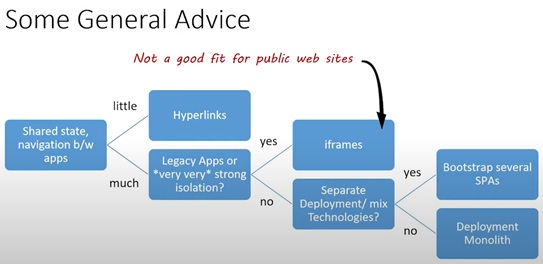 Some General Advice
Not a good fit for public web sites
little
Hyperlinks
Shared state,
navigation b/w
apps
much
Legacy Apps or
*very very* strong
isolation?
yes
iframes
no
Separate
Deployment/ mix
Technologies?
yes
Bootstrap several
SPAs
no
Deployment
Monolith